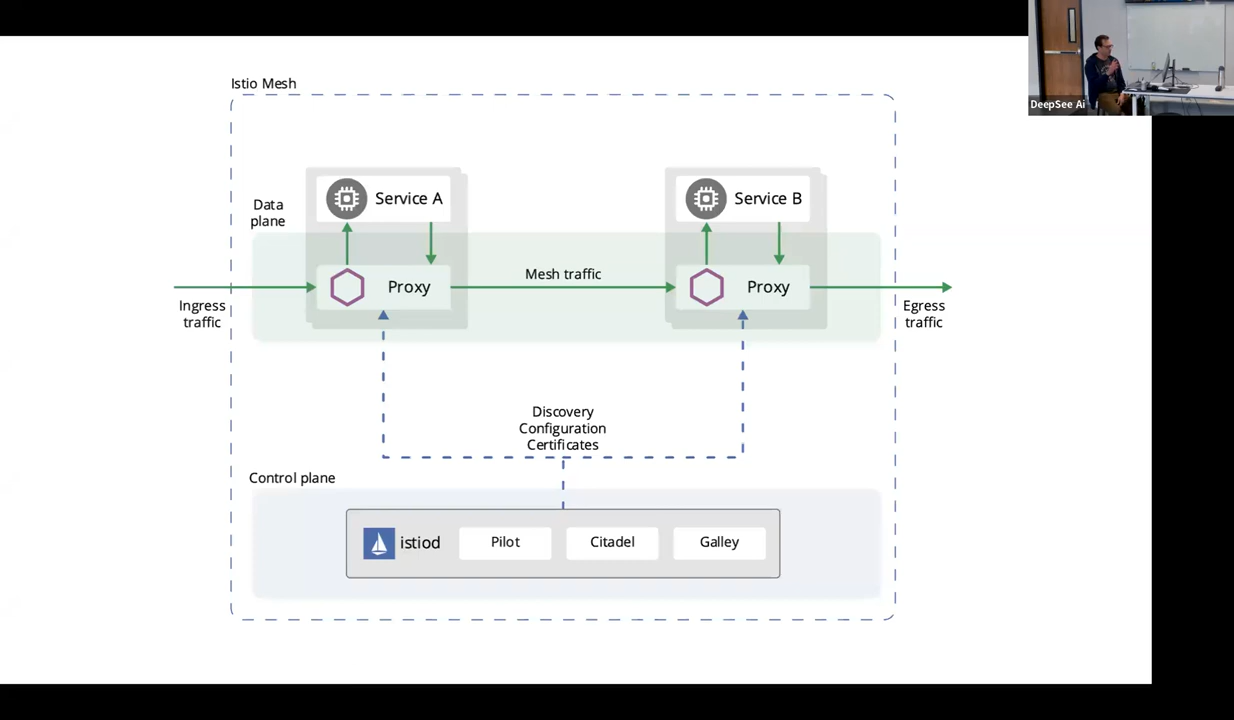 Istio Mesh
DeepSee Ai
Data
plane
Service A
Service B
Proxy
Mesh traffic
Proxy
Ingress
traffic
Egress
traffic
Discovery
Configuration
Certificates
Control plane
istiod
Pilot
Citadel
Galley